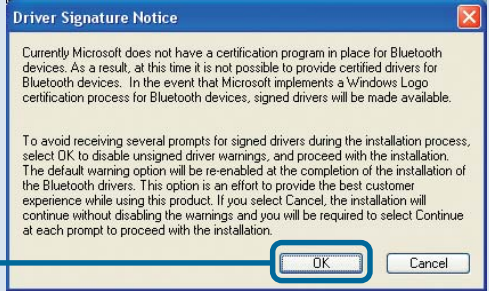 Driver Signature Notice
Currently Microsoft does not have a certification program in place for Bluetooth
devices. As a result, at this time it is not possible to provide certified drivers for
Bluetooth devices. In the event that Microsoft implements a Windows Logo
certification process for Bluetooth devices, signed drivers will be made available.
To avoid receiving several prompts for signed drivers during the installation process,
select OK to disable unsigned driver warnings, and proceed with the installation.
The default warning option will be re-enabled at the completion of the installation of
the Bluetooth drivers. This option is an effort to provide the best customer
experience while using this product. If you select Cancel, the installation will
continue without disabling the warnings and you will be required to select Continue
at each prompt to proceed with the installation.
OK Cancel